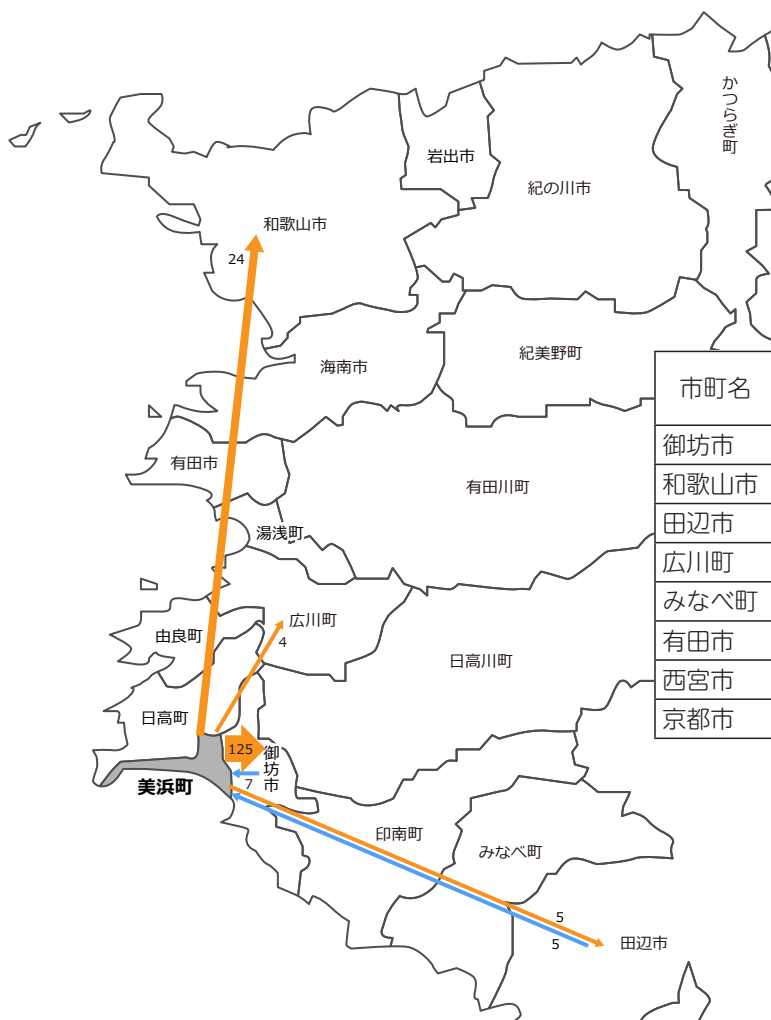 かつらぎ町
岩出市
紀の川市
和歌山市
24
海南市
紀美野町
有田市
有田川町
湯浅町
広川町
4
由良町
日高川町
日高町
125
御坊市
7
美浜町
印南町
みなべ町
5
5
田辺市
市町名
御坊市
和歌山市
田辺市
広川町
みなべ町
有田市
西宮市
京都市